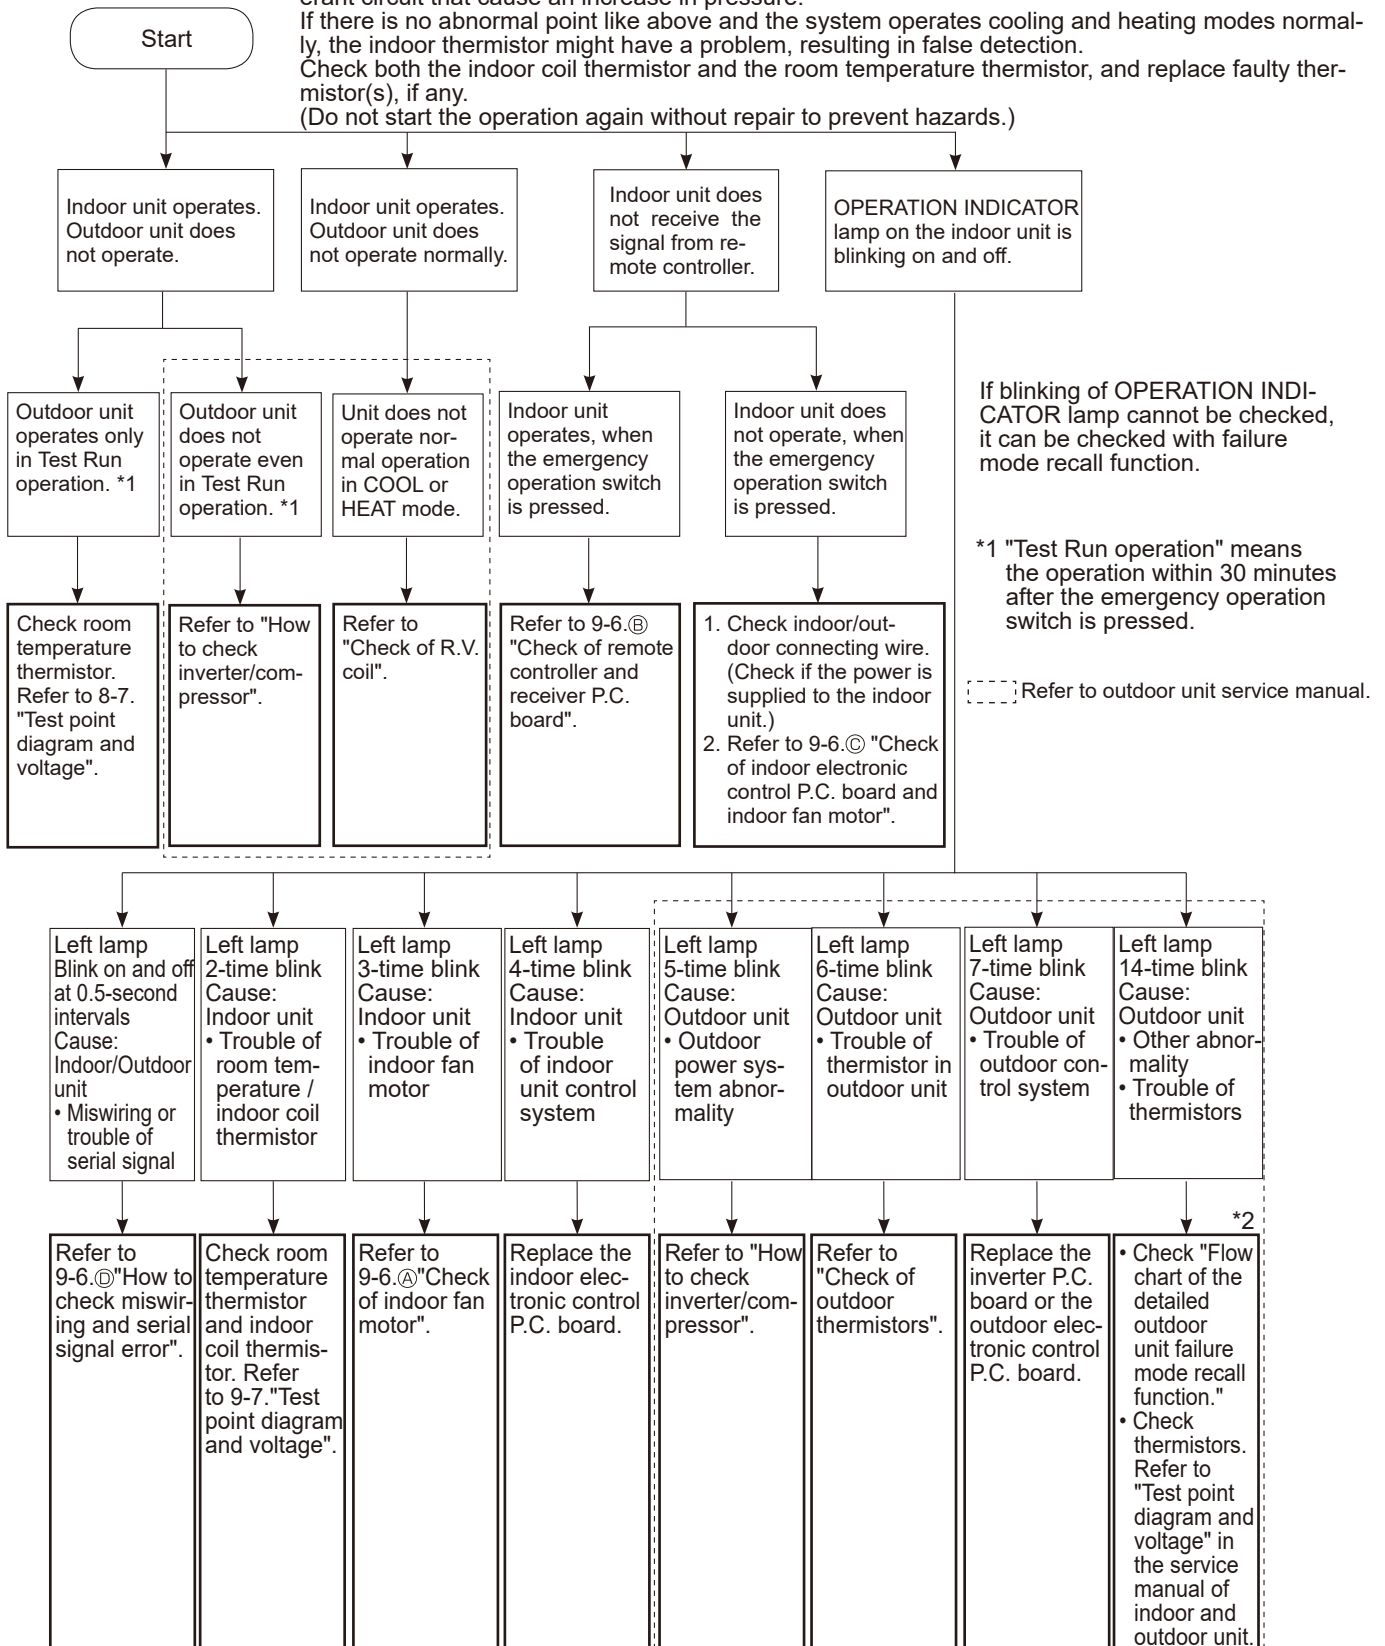 erant circuit that cause an increase in pressure.
If there is no abnormal point like above and the system operates cooling and heating modes normal-
ly, the indoor thermistor might have a problem, resulting in false detection.
Check both the indoor coil thermistor and the room temperature thermistor, and replace faulty ther-
mistor(s), if any.
(Do not start the operation again without repair to prevent hazards.)
Start
Indoor unit operates.
Outdoor unit does
not operate.
Indoor unit operates.
Outdoor unit does
not operate normally.
Indoor unit does
not receive the
signal from re-
mote controller.
OPERATION INDICATOR
lamp on the indoor unit is
blinking on and off.
Outdoor unit
operates only
in Test Run
operation. *1
Outdoor unit
does not
operate even
in Test Run
operation. *1
Unit does not
operate nor-
mal operation
in COOL or
HEAT mode.
Indoor unit
operates, when
the emergency
operation switch
is pressed.
Indoor unit does
not operate, when
the emergency
operation switch
is pressed.
If blinking of OPERATION INDI-
CATOR lamp cannot be checked,
it can be checked with failure
mode recall function.
*1 "Test Run operation" means
the operation within 30 minutes
after the emergency operation
switch is pressed.
Refer to outdoor unit service manual.
Check room
temperature
thermistor.
Refer to 8-7.
"Test point
diagram and
voltage".
Refer to "How
to check
inverter/com-
pressor".
Refer to
"Check of R.V.
coil".
Refer to 9-6.Ⓑ
"Check of remote
controller and
receiver P.C.
board".
1. Check indoor/out-
door connecting wire.
(Check if the power is
supplied to the indoor
unit.)
2. Refer to 9-6.Ⓒ "Check
of indoor electronic
control P.C. board and
indoor fan motor".
Left lamp
Blink on and off
at 0.5-second
intervals
Cause:
Indoor/Outdoor
unit
• Miswiring or
trouble of
serial signal
Left lamp
2-time blink
Cause:
Indoor unit
• Trouble of
room tem-
perature /
indoor coil
thermistor
Left lamp
3-time blink
Cause:
Indoor unit
• Trouble of
indoor fan
motor
Left lamp
4-time blink
Cause:
Indoor unit
• Trouble
of indoor
unit control
system
Left lamp
5-time blink
Cause:
Outdoor unit
• Outdoor
power sys-
tem abnor-
mality
Left lamp
6-time blink
Cause:
Outdoor unit
• Trouble of
thermistor in
outdoor unit
Left lamp
7-time blink
Cause:
Outdoor unit
• Trouble of
outdoor con-
trol system
Left lamp
14-time blink
Cause:
Outdoor unit
• Other abnor-
mality
• Trouble of
thermistors
*2
Refer to
9-6.Ⓓ"How to
check miswir-
ing and serial
signal error".
Check room
temperature
thermistor
and indoor
coil thermis-
tor. Refer
to 9-7."Test
point diagram
and voltage".
Refer to
9-6.Ⓐ"Check
of indoor fan
motor".
Replace the
indoor elec-
tronic control
P.C. board.
Refer to "How
to check
inverter/com-
pressor".
Refer to
"Check of
outdoor
thermistors".
Replace the
inverter P.C.
board or the
outdoor elec-
tronic control
P.C. board.
• Check "Flow
chart of the
detailed
outdoor
unit failure
mode recall
function."
• Check
thermistors.
Refer to
"Test point
diagram and
voltage" in
the service
manual of
indoor and
outdoor unit.